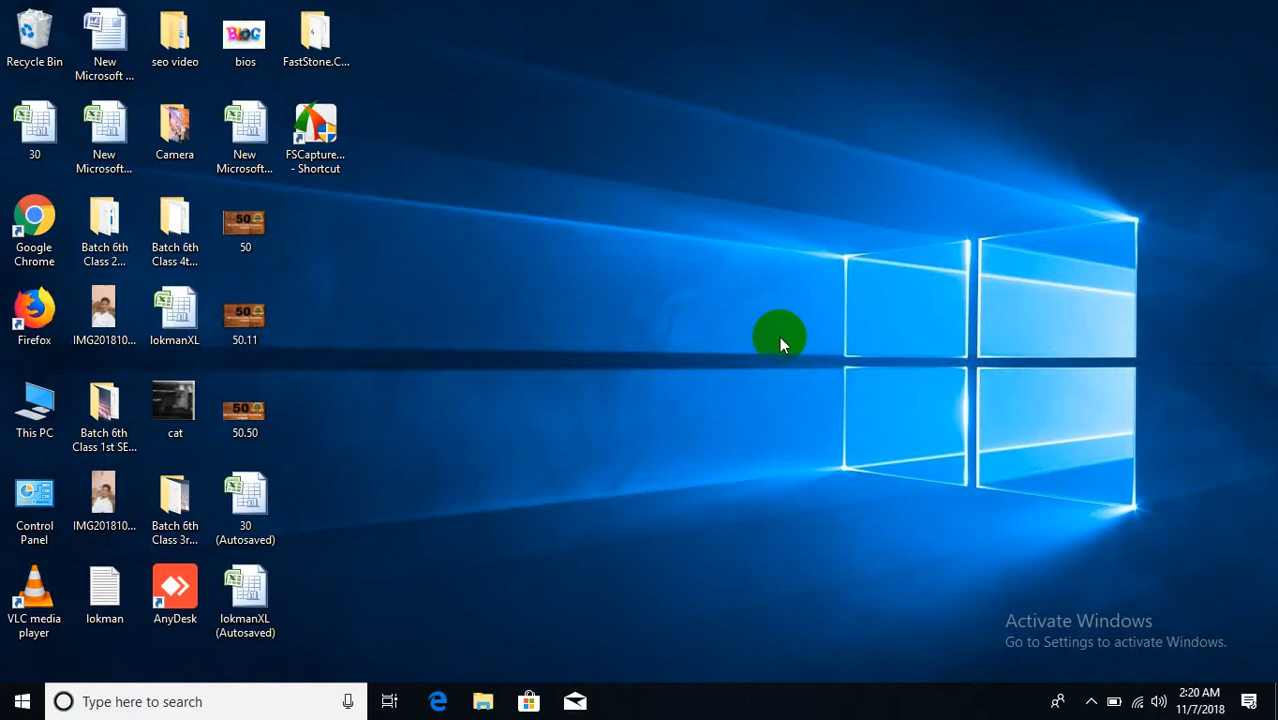 Recycle Bin
New
Microsoft ...
seo video
BLOG
bios
FastStone.C...
30
New
Microsoft...
Camera
New
Microsoft...
FSCapture...
- Shortcut
Google
Chrome
Batch 6th
Class 2...
Batch 6th
Class 4t...
50
50
Firefox
IMG201810...
lokmanXL
50
50.11
This PC
Batch 6th
Class 1st SE...
cat
50
50.50
Control
Panel
IMG201810...
Batch 6th
Class 3r...
30
(Autosaved)
VLC media
player
lokman
AnyDesk
lokmanXL
(Autosaved)
Activate Windows
Go to Settings to activate Windows.
Type here to search
2:20 AM
11/7/2018